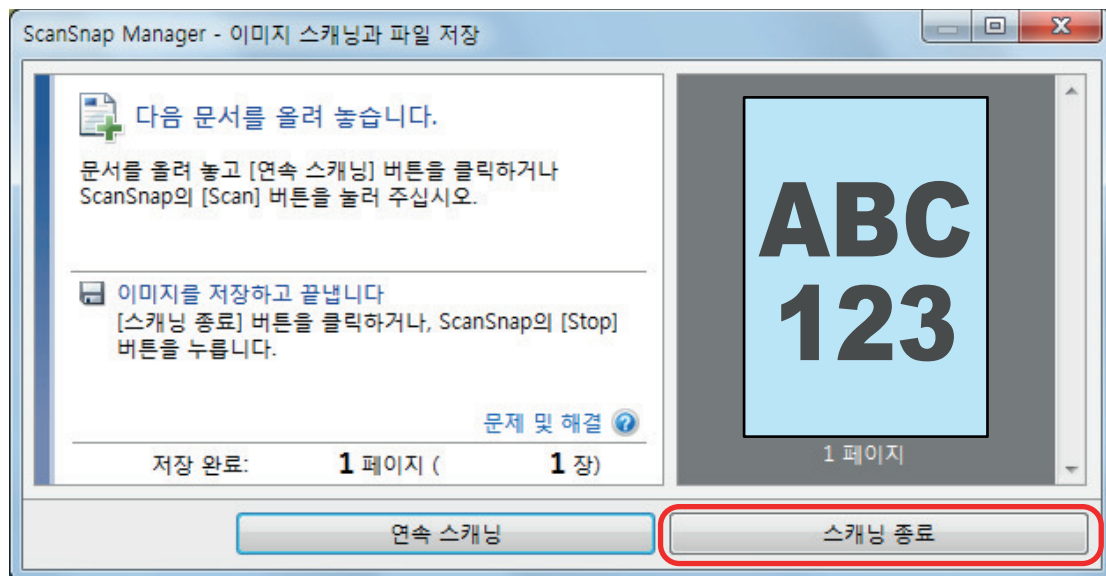 ScanSnap Manager - 이미지 스캐닝과 파일 저장
다음 문서를 올려 놓습니다.
문서를 올려 놓고 [연속 스캐닝] 버튼을 클릭하거나
ScanSnap의 [Scan] 버튼을 눌러 주십시오.
이미지를 저장하고 끝냅니다
[스캐닝 종료] 버튼을 클릭하거나, ScanSnap의 [Stop]
버튼을 누릅니다.
문제 및 해결
저장 완료: 1 페이지 ( 1 장)
ABC
123
1 페이지
연속 스캐닝
스캐닝 종료